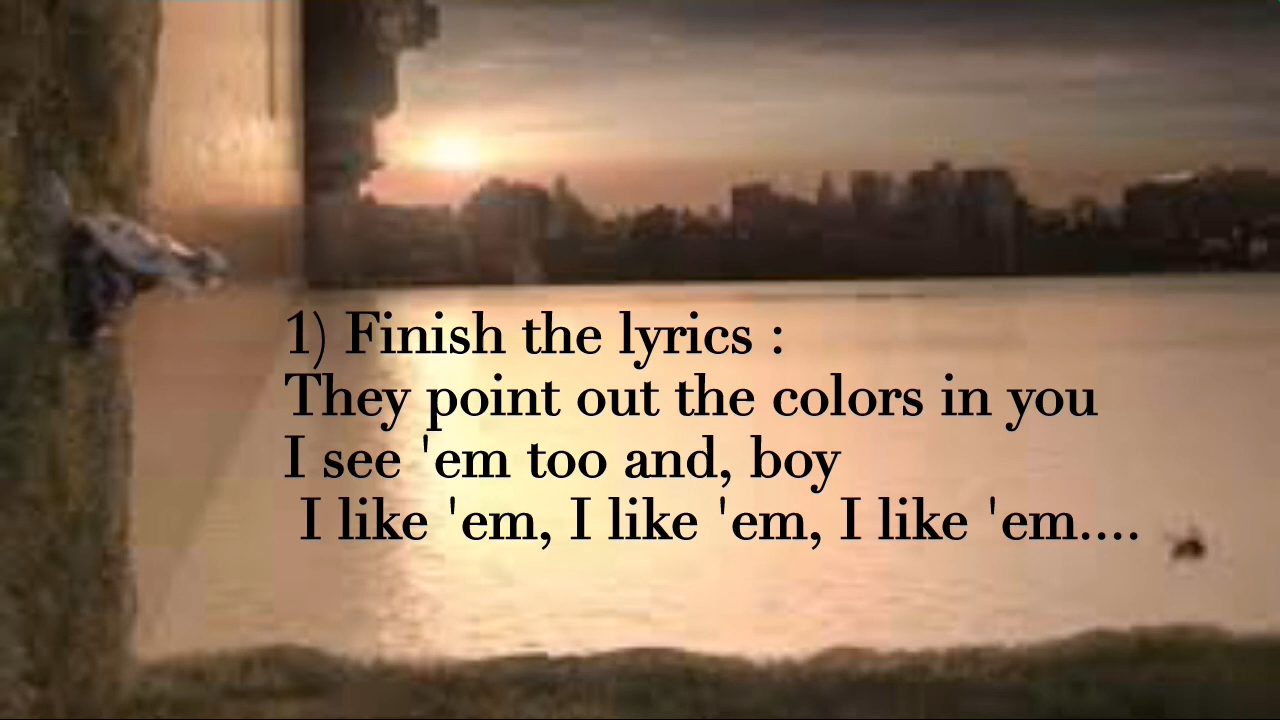 1) Finish the lyrics :
They point out the colors in you
I see 'em too and, boy
I like 'em, I like 'em, I like 'em....